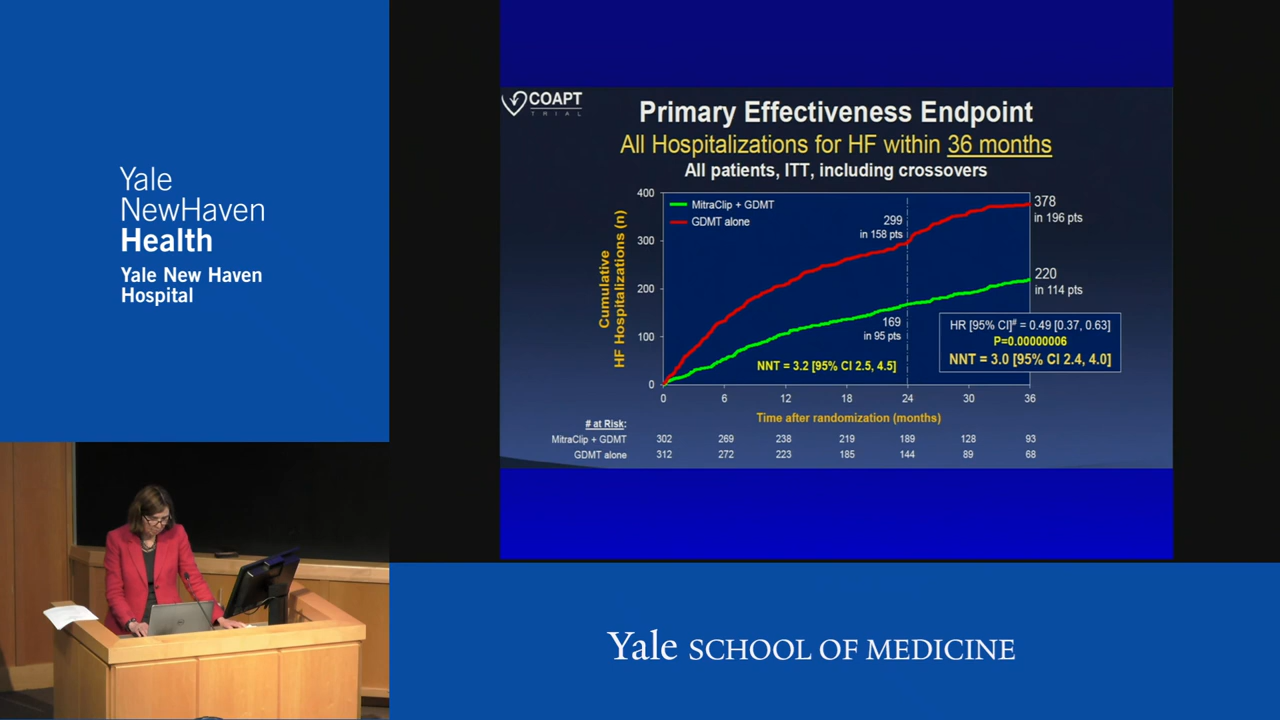 Yale
NewHaven
Health
Yale New Haven
Hospital
COAPT
TRIAL
Primary Effectiveness Endpoint
All Hospitalizations for HF within 36 months
All patients, ITT, including crossovers
Cumulative
HF Hospitalizations (n)
400
300
200
100
0
MitraClip + GDMT
GDMT alone
299
in 158 pts
378
in 196 pts
220
in 114 pts
169
in 95 pts
HR [95% CI]# = 0.49 [0.37, 0.63]
P=0.00000006
NNT = 3.0 [95% CI 2.4, 4.0]
NNT = 3.2 [95% CI 2.5, 4.5]
0 6 12 18 24 30 36
Time after randomization (months)
# at Risk:
MitraClip + GDMT 302 269 238 219 189 128 93
GDMT alone 312 272 223 185 144 89 68
Yale SCHOOL OF MEDICINE